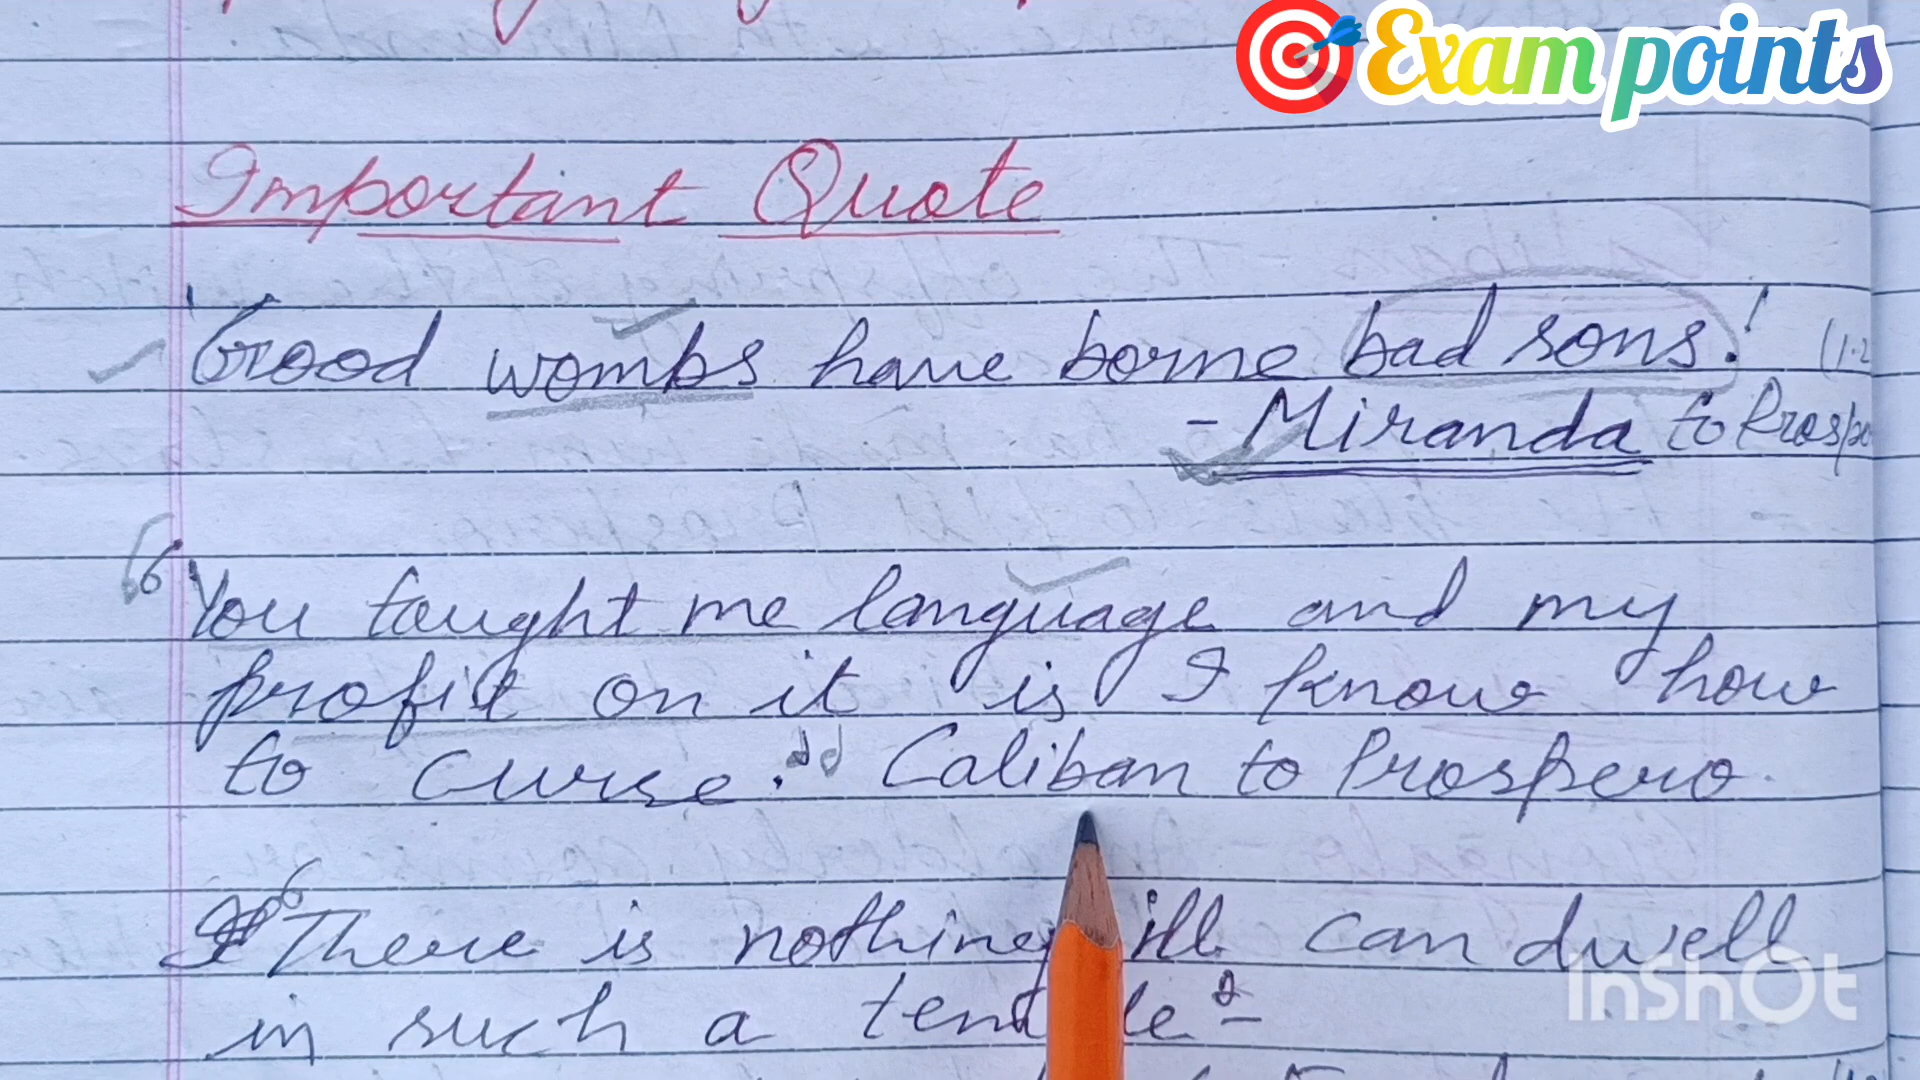 Exam points
Important Quote
'Good wombs have borne bad sons! (1.2
- Miranda to Prospe
"You taught me language and my
profit on it is I know how
to curse." Caliban to Prospero.
"There is nothing ill can dwell
in such a
InShOt